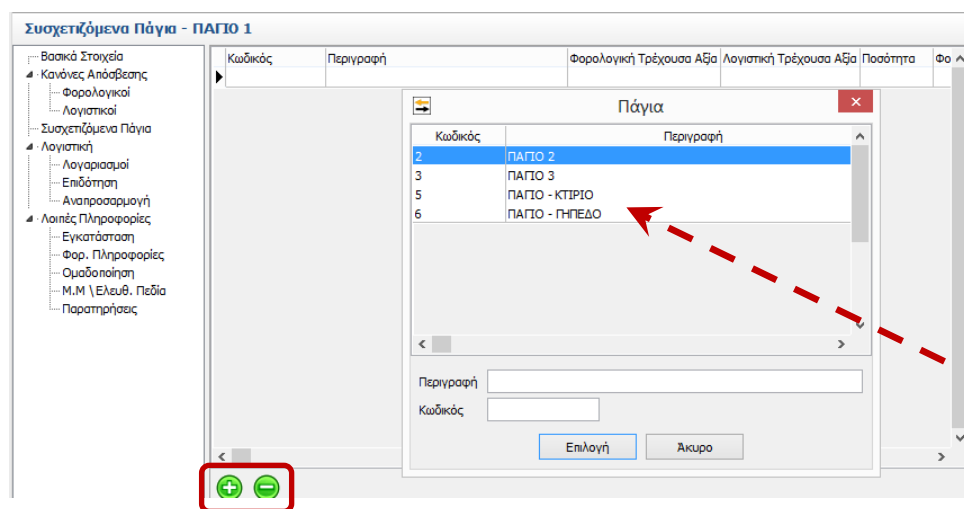 Συσχετιζόμενα Πάγια - ΠΑΓΙΟ 1
Βασικά Στοιχεία
Κανόνες Απόσβεσης
Φορολογικοί
Λογιστικοί
Συσχετιζόμενα Πάγια
Λογιστική
Λογαριασμοί
Επιδότηση
Αναπροσαρμογή
Λοιπές Πληροφορίες
Εγκατάσταση
Φορ. Πληροφορίες
Ομαδοποίηση
Μ.Μ \ Ελευθ. Πεδία
Παρατηρήσεις
Κωδικός Περιγραφή Φορολογική Τρέχουσα Αξία Λογιστική Τρέχουσα Αξία Ποσότητα Φο
Πάγια
Κωδικός Περιγραφή
2 ΠΑΓΙΟ 2
3 ΠΑΓΙΟ 3
5 ΠΑΓΙΟ - ΚΤΙΡΙΟ
6 ΠΑΓΙΟ - ΓΗΠΕΔΟ
Περιγραφή
Κωδικός
Επιλογή Άκυρο